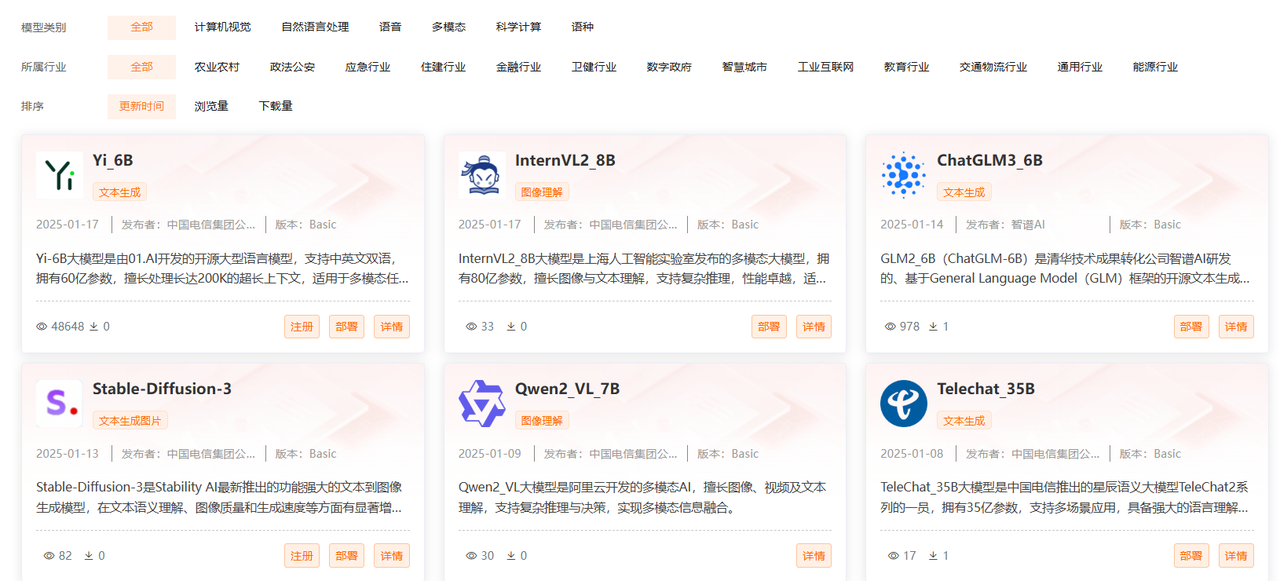 模型类别 全部 计算机视觉 自然语言处理 语音 多模态 科学计算 语种
所属行业 全部 农业农村 政法公安 应急行业 住建行业 金融行业 卫健行业 数字政府 智慧城市 工业互联网 教育行业 交通物流行业 通用行业 能源行业
排序 更新时间 浏览量 下载量
Yi
Yi_6B
文本生成
2025-01-17 发布者：中国电信集团公... 版本：Basic
Yi-6B大模型是由01.AI开发的开源大型语言模型，支持中英文双语，
拥有60亿参数，擅长处理长达200K的超长上下文，适用于多模态任...
48648 0 注册 部署 详情
InternVL2_8B
图像理解
2025-01-17 发布者：中国电信集团公... 版本：Basic
InternVL2_8B大模型是上海人工智能实验室发布的多模态大模型，拥
有80亿参数，擅长图像与文本理解，支持复杂推理，性能卓越，适...
33 0 部署 详情
ChatGLM3_6B
文本生成
2025-01-14 发布者：智谱AI 版本：Basic
GLM2_6B（ChatGLM-6B）是清华技术成果转化公司智谱AI研发
的、基于General Language Model（GLM）框架的开源文本生成...
978 1 部署 详情
S.
Stable-Diffusion-3
文本生成图片
2025-01-13 发布者：中国电信集团公... 版本：Basic
Stable-Diffusion-3是Stability AI最新推出的功能强大的文本到图像
生成模型，在文本语义理解、图像质量和生成速度等方面有显著增...
82 0 注册 部署 详情
Qwen2_VL_7B
图像理解
2025-01-09 发布者：中国电信集团公... 版本：Basic
Qwen2_VL大模型是阿里云开发的多模态AI，擅长图像、视频及文本
理解，支持复杂推理与决策，实现多模态信息融合。
30 0 详情
Telechat_35B
文本生成
2025-01-08 发布者：中国电信集团公... 版本：Basic
TeleChat_35B大模型是中国电信推出的星辰语义大模型TeleChat2系
列的一员，拥有35亿参数，支持多场景应用，具备强大的语言理解...
17 1 部署 详情